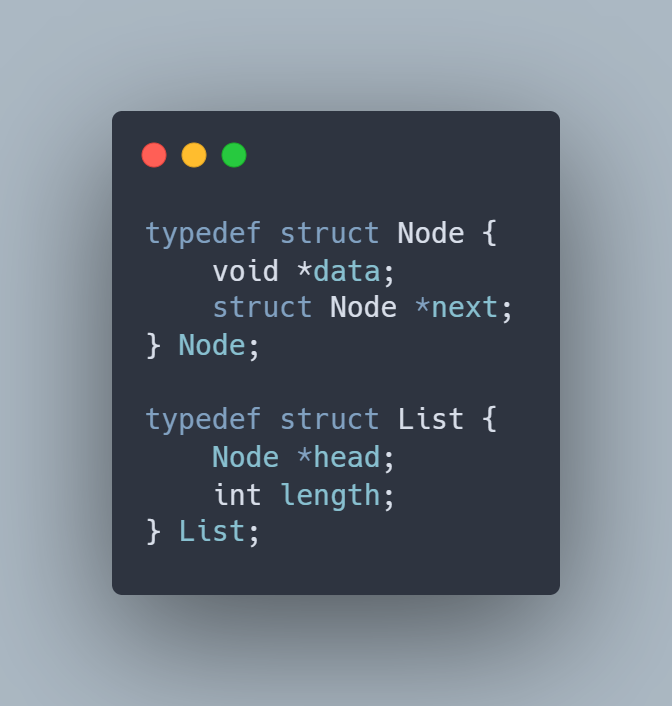 typedef struct Node {
    void *data;
    struct Node *next;
} Node;

typedef struct List {
    Node *head;
    int length;
} List;